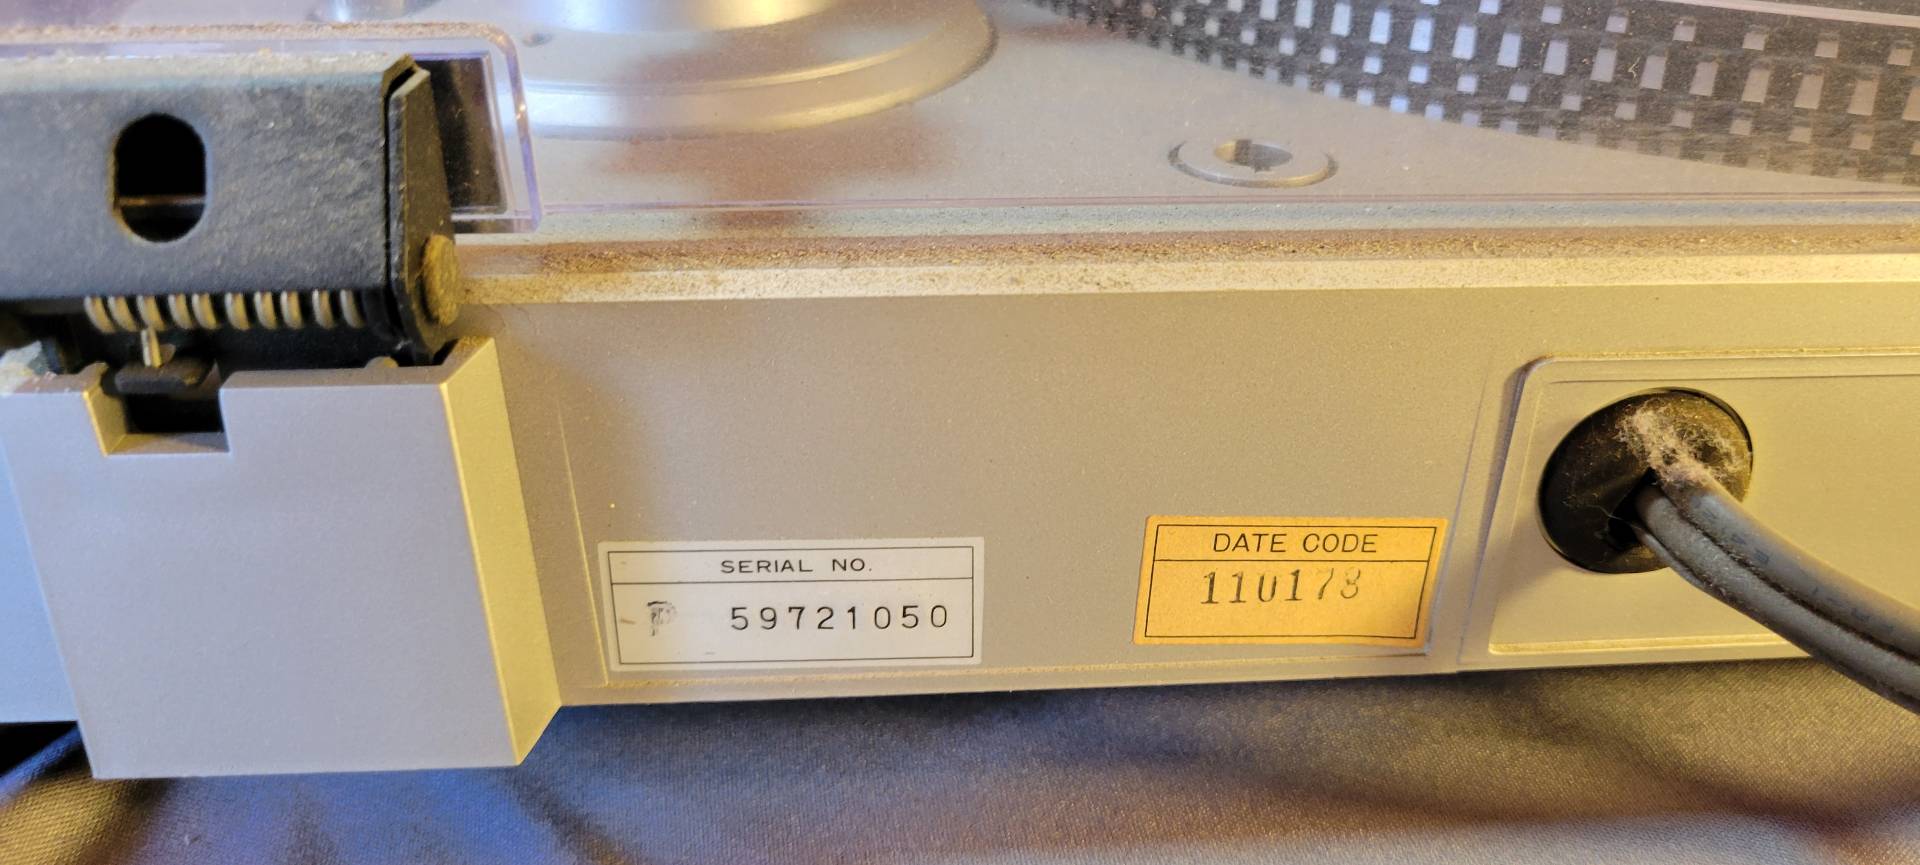 SERIAL NO.
P 59721050
DATE CODE
110178